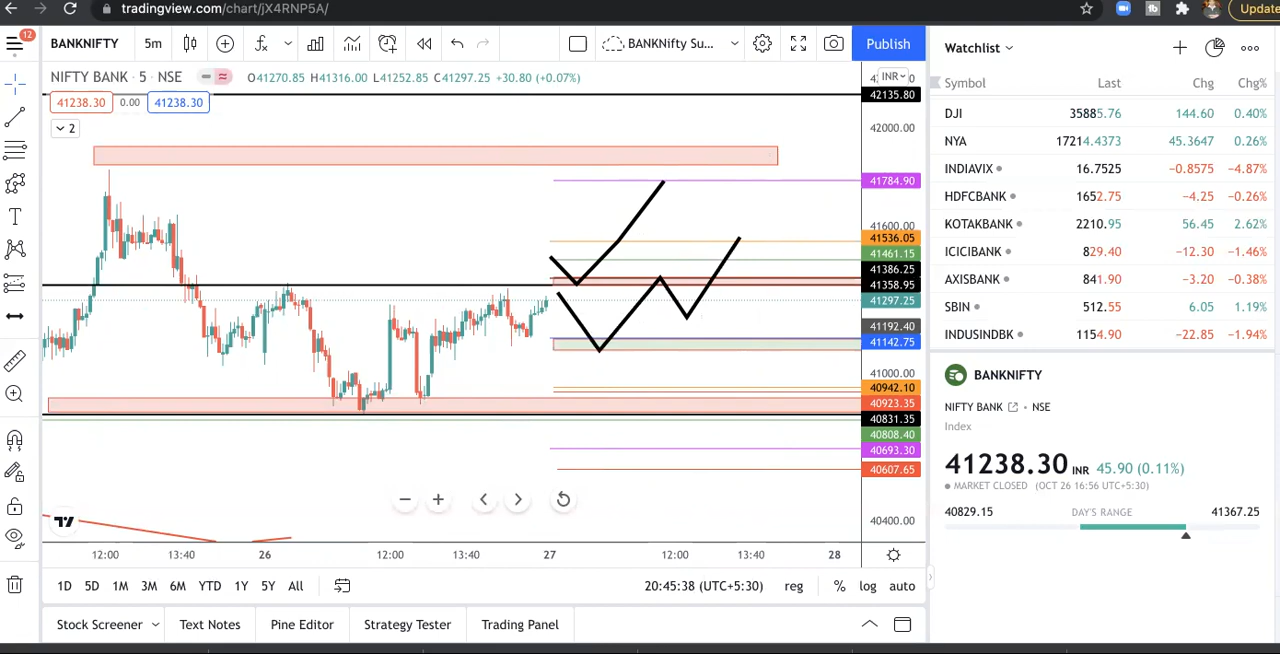 tradingview.com/chart/jX4RNP5A/
Update
12
BANKNIFTY 5m BANKNifty Su... Publish
NIFTY BANK · 5 · NSE O41270.85 H41316.00 L41252.85 C41297.25 +30.80 (+0.07%)
41238.30 0.00 41238.30
2
INR
42135.80
42000.00
41784.90
41600.00
41536.05
41461.15
41386.25
41358.95
41297.25
41192.40
41142.75
41000.00
40942.10
40923.35
40831.35
40808.40
40693.30
40607.65
40400.00
12:00 13:40 26 12:00 13:40 27 12:00 13:40 28
1D 5D 1M 3M 6M YTD 1Y 5Y All 20:45:38 (UTC+5:30) reg % log auto
Stock Screener Text Notes Pine Editor Strategy Tester Trading Panel
Watchlist
Symbol Last Chg Chg%
DJI 35885.76 144.60 0.40%
NYA 17214.4373 45.3647 0.26%
INDIAVIX 16.7525 −0.8575 −4.87%
HDFCBANK 1652.75 −4.25 −0.26%
KOTAKBANK 2210.95 56.45 2.62%
ICICIBANK 829.40 −12.30 −1.46%
AXISBANK 841.90 −3.20 −0.38%
SBIN 512.55 6.05 1.19%
INDUSINDBK 1154.90 −22.85 −1.94%
BANKNIFTY
NIFTY BANK · NSE
Index
41238.30 INR 45.90 (0.11%)
MARKET CLOSED (OCT 26 16:56 UTC+5:30)
40829.15 DAY'S RANGE 41367.25